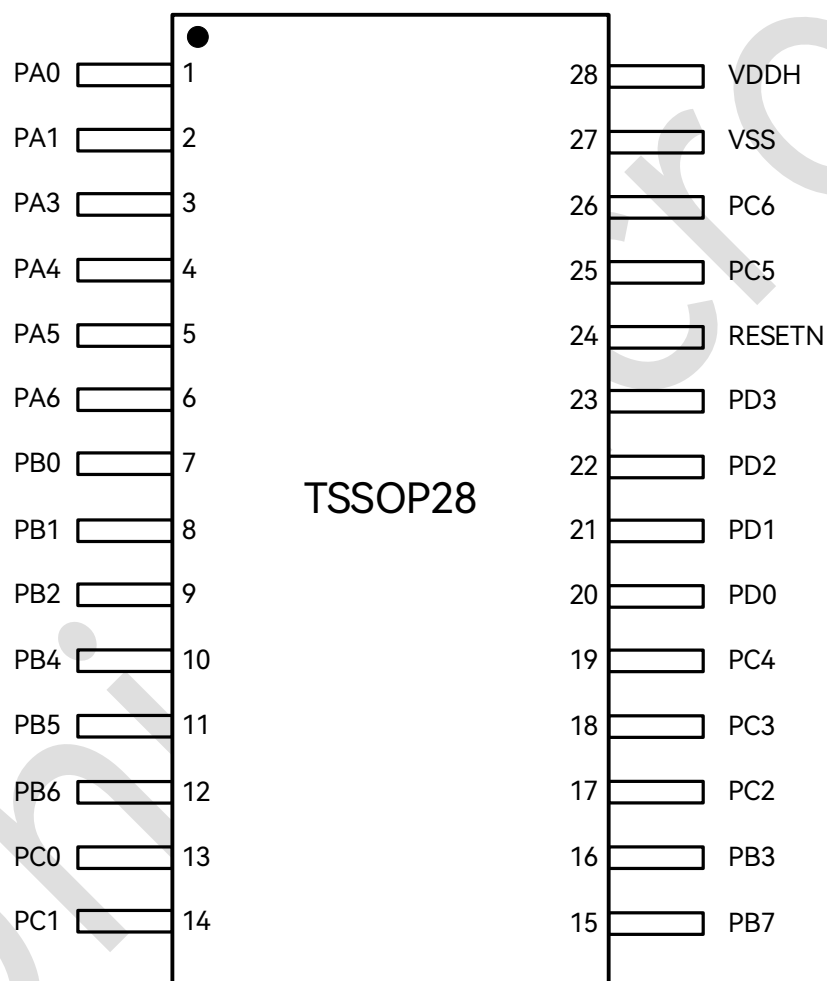 PA0 1 28 VDDH
PA1 2 27 VSS
PA3 3 26 PC6
PA4 4 25 PC5
PA5 5 24 RESETN
PA6 6 23 PD3
PB0 7 22 PD2
TSSOP28
PB1 8 21 PD1
PB2 9 20 PD0
PB4 10 19 PC4
PB5 11 18 PC3
PB6 12 17 PC2
PC0 13 16 PB3
PC1 14 15 PB7